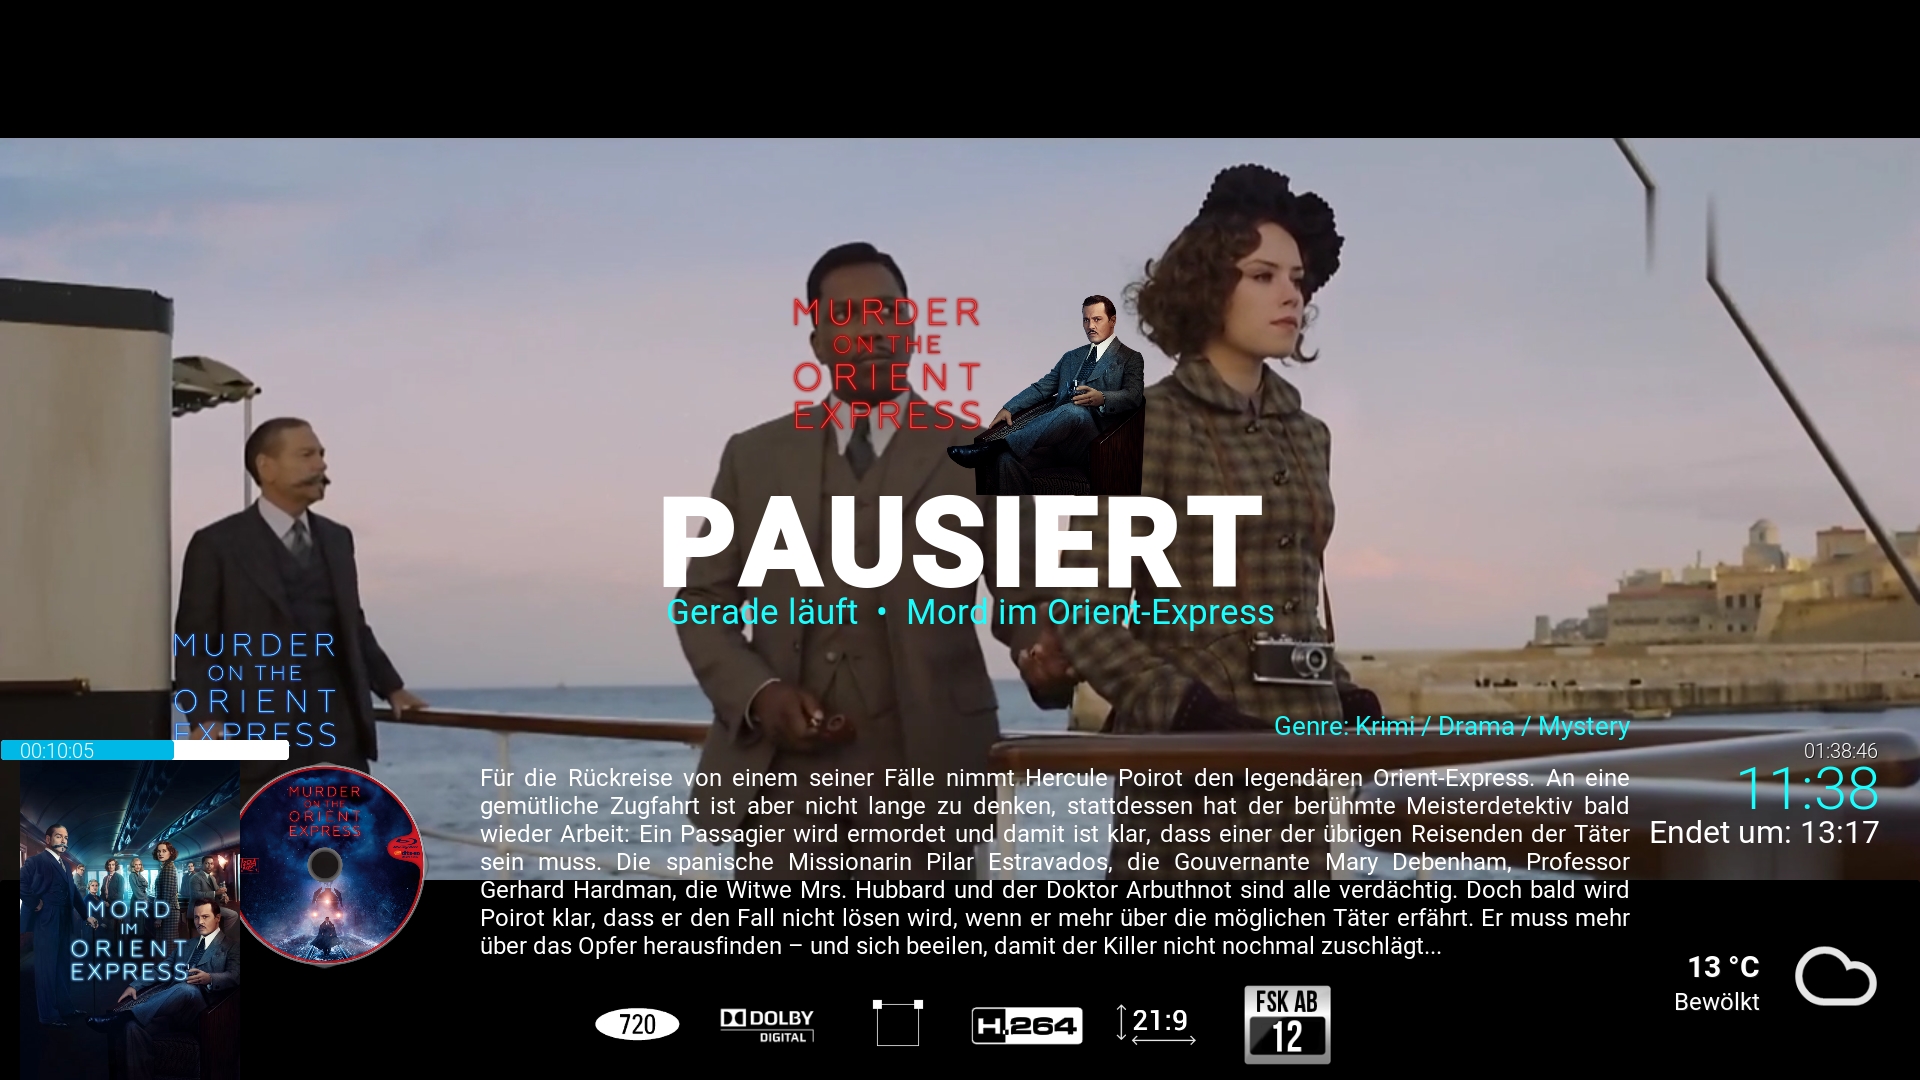 MURDER
ON THE
ORIENT
EXPRESS
PAUSIERT
Gerade läuft • Mord im Orient-Express
MURDER
ON THE
ORIENT
EXPRESS
Genre: Krimi / Drama / Mystery
00:10:05
01:38:46
11:38
Endet um: 13:17
Für die Rückreise von einem seiner Fälle nimmt Hercule Poirot den legendären Orient-Express. An eine
gemütliche Zugfahrt ist aber nicht lange zu denken, stattdessen hat der berühmte Meisterdetektiv bald
wieder Arbeit: Ein Passagier wird ermordet und damit ist klar, dass einer der übrigen Reisenden der Täter
sein muss. Die spanische Missionarin Pilar Estravados, die Gouvernante Mary Debenham, Professor
Gerhard Hardman, die Witwe Mrs. Hubbard und der Doktor Arbuthnot sind alle verdächtig. Doch bald wird
Poirot klar, dass er den Fall nicht lösen wird, wenn er mehr über die möglichen Täter erfährt. Er muss mehr
über das Opfer herausfinden – und sich beeilen, damit der Killer nicht nochmal zuschlägt...
MORD
IM
ORIENT
EXPRESS
MURDER
ON THE
ORIENT
EXPRESS
13 °C
Bewölkt
720
DOLBY
DIGITAL
H.264
21:9
FSK AB
12